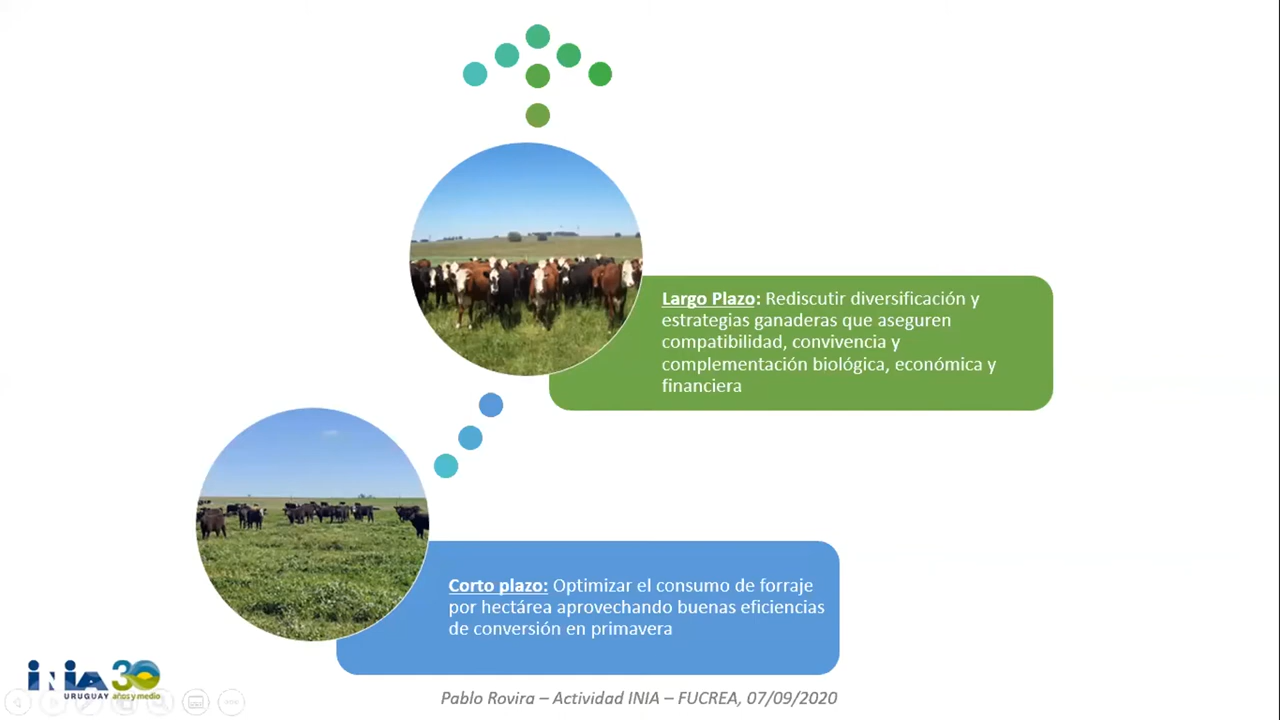 Largo Plazo: Rediscutir diversificación y
estrategias ganaderas que aseguren
compatibilidad, convivencia y
complementación biológica, económica y
financiera
Corto plazo: Optimizar el consumo de forraje
por hectárea aprovechando buenas eficiencias
de conversión en primavera
iNiA 30
URUGUAY años y medio
Pablo Rovira – Actividad INIA – FUCREA, 07/09/2020